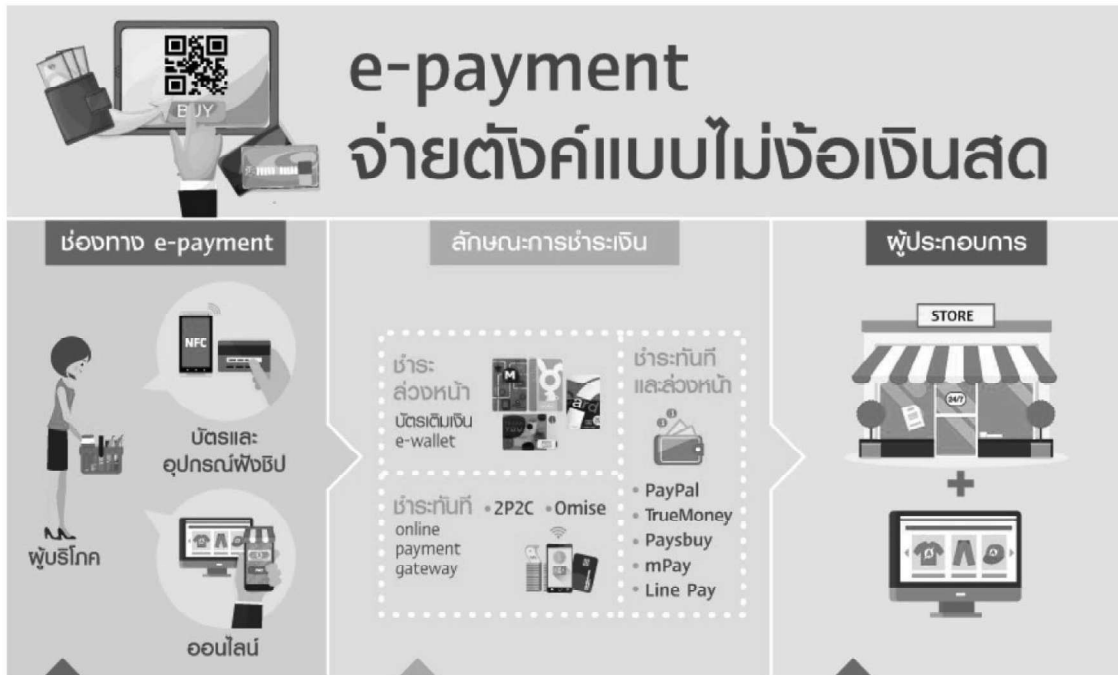 BUY
e-payment
จ่ายตังค์แบบไม่ง้อเงินสด
ช่องทาง e-payment
NFC
บัตรและ
อุปกรณ์ฝังชิป
ผู้บริโภค
ออนไลน์
ลักษณะการชำระเงิน
ชำระ
ล่วงหน้า
บัตรเติมเงิน
e-wallet
M
ard
ชำระทันที
• 2P2C • Omise
online
payment
gateway
ชำระทันที
และล่วงหน้า
• PayPal
• TrueMoney
• Paysbuy
• mPay
• Line Pay
ผู้ประกอบการ
STORE
24/7
+